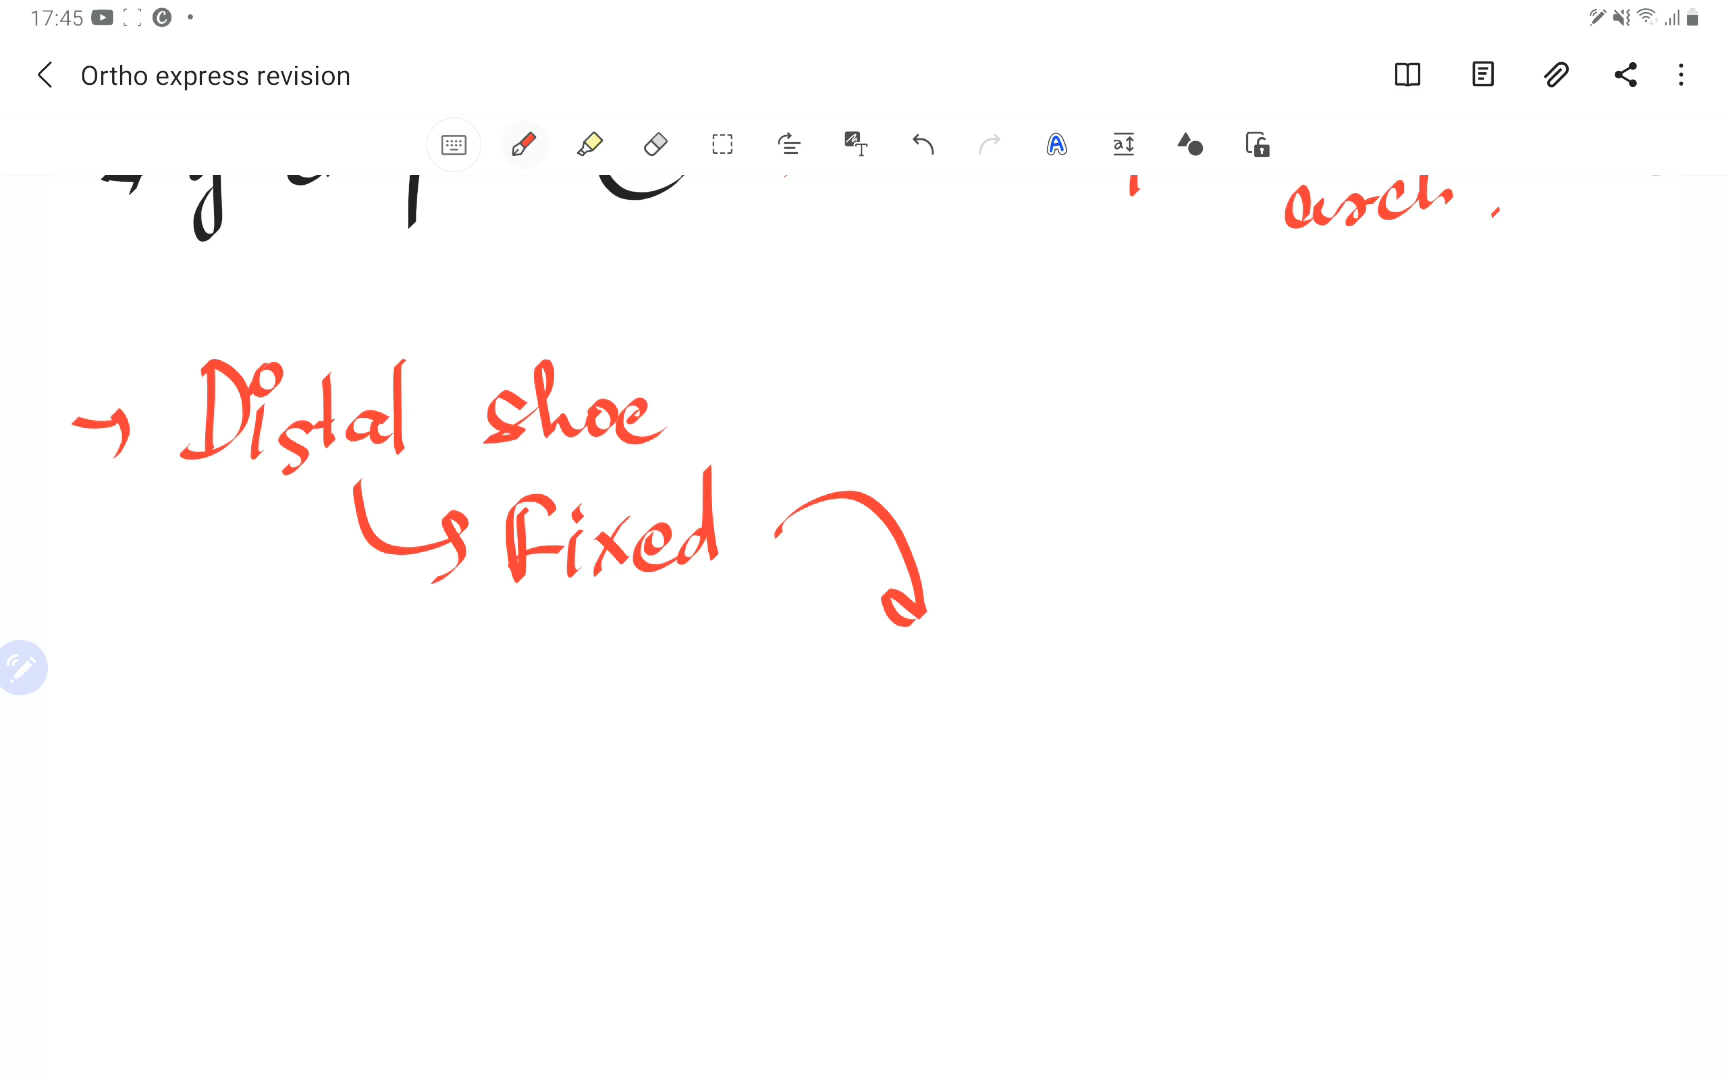 17:45
Ortho express revision
arch.
→ Distal shoe
↳ Fixed